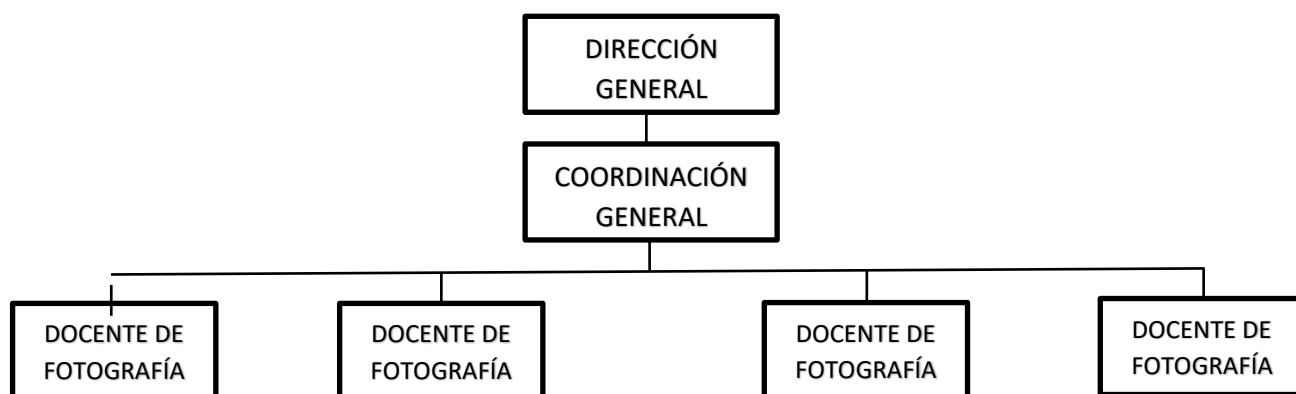 DIRECCIÓN
GENERAL
COORDINACIÓN
GENERAL
DOCENTE DE
FOTOGRAFÍA
DOCENTE DE
FOTOGRAFÍA
DOCENTE DE
FOTOGRAFÍA
DOCENTE DE
FOTOGRAFÍA